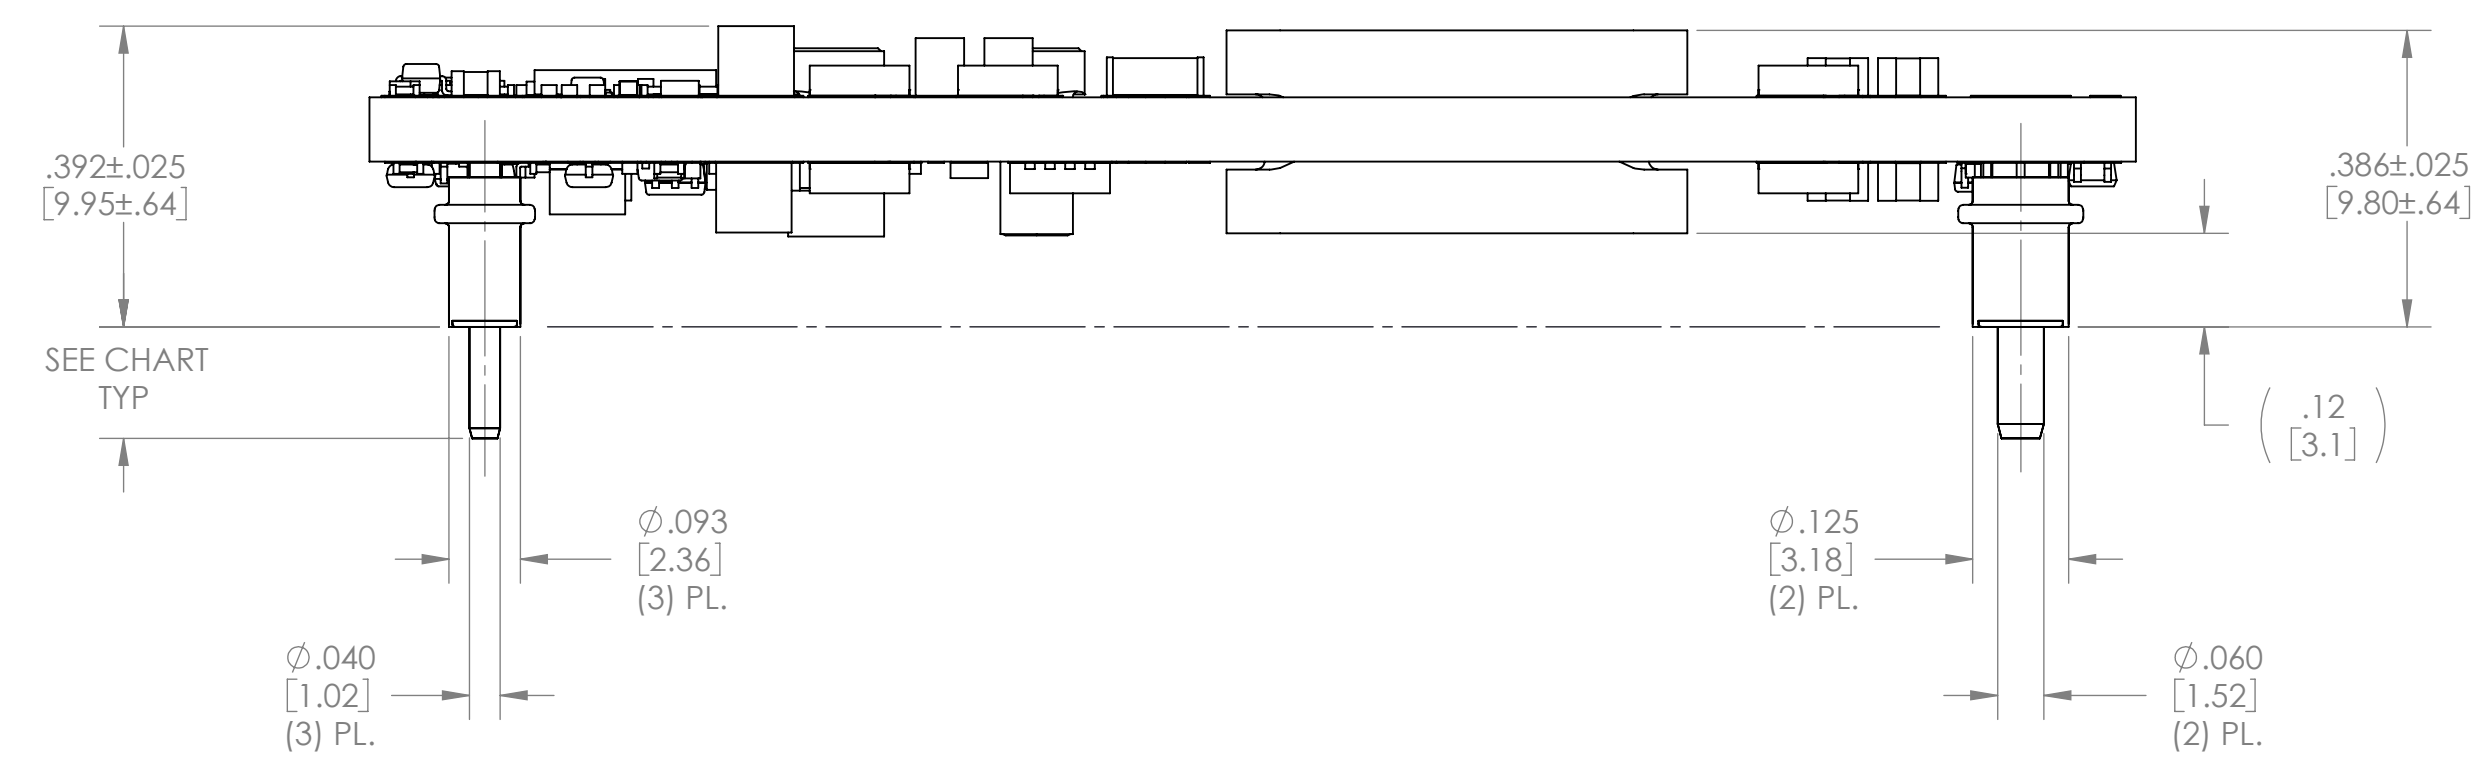 .392±.025
[9.95±.64]
SEE CHART
TYP
.386±.025
[9.80±.64]
.12
( [3.1] )
∅.093
[2.36]
(3) PL.
∅.125
[3.18]
(2) PL.
∅.040
[1.02]
(3) PL.
∅.060
[1.52]
(2) PL.